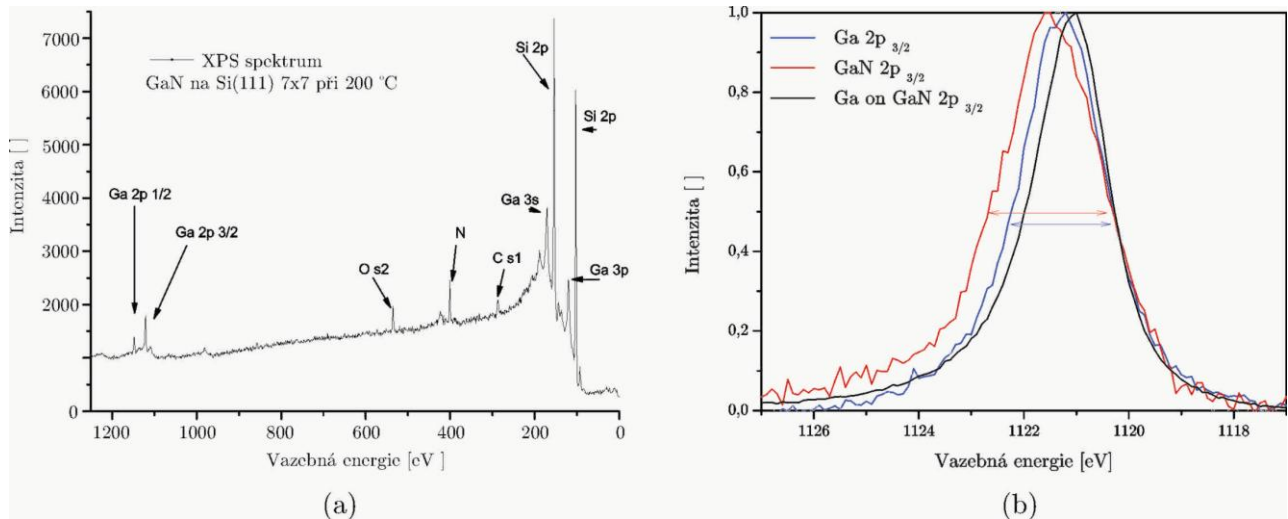 7000
6000
5000
4000
3000
2000
1000
0
Intenzita [ ]
XPS spektrum
GaN na Si(111) 7x7 při 200 °C
Si 2p
Si 2p
Ga 3s
Ga 3p
Ga 2p 1/2
Ga 2p 3/2
O s2
N
C s1
1200 1000 800 600 400 200 0
Vazebná energie [eV ]
(a)
1,0
0,8
0,6
0,4
0,2
0,0
Intenzita [ ]
Ga 2p 3/2
GaN 2p 3/2
Ga on GaN 2p 3/2
1126 1124 1122 1120 1118
Vazebná energie [eV]
(b)